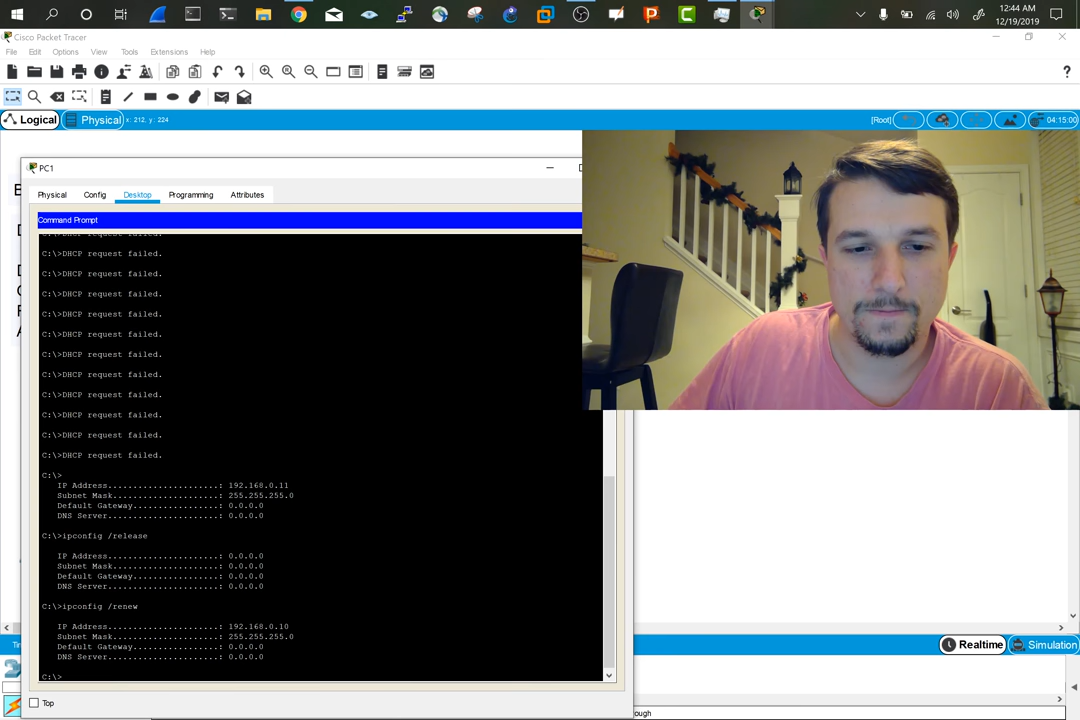 12:44 AM
12/19/2019
Cisco Packet Tracer
File Edit Options View Tools Extensions Help
?
Logical Physical x: 212, y: 224 [Root] 04:15:00
PC1
Physical Config Desktop Programming Attributes
Command Prompt
C:\>DHCP request failed.
C:\>DHCP request failed.
C:\>DHCP request failed.
C:\>DHCP request failed.
C:\>DHCP request failed.
C:\>DHCP request failed.
C:\>DHCP request failed.
C:\>DHCP request failed.
C:\>DHCP request failed.
C:\>DHCP request failed.
C:\>DHCP request failed.
C:\>DHCP request failed.
C:\>
IP Address......................: 192.168.0.11
Subnet Mask.....................: 255.255.255.0
Default Gateway.................: 0.0.0.0
DNS Server......................: 0.0.0.0
C:\>ipconfig /release
IP Address......................: 0.0.0.0
Subnet Mask.....................: 0.0.0.0
Default Gateway.................: 0.0.0.0
DNS Server......................: 0.0.0.0
C:\>ipconfig /renew
IP Address......................: 192.168.0.10
Subnet Mask.....................: 255.255.255.0
Default Gateway.................: 0.0.0.0
DNS Server......................: 0.0.0.0
C:\>
Realtime Simulation
Top
ough